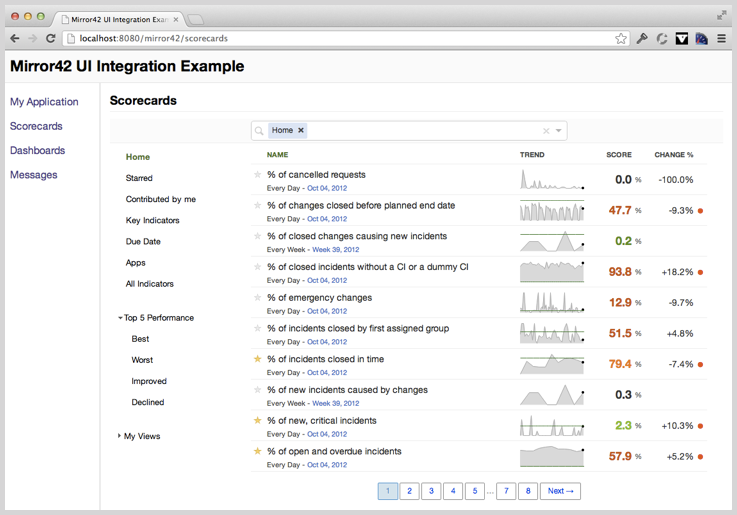 Mirror42 UI Integration Exam
localhost:8080/mirror42/scorecards
Mirror42 UI Integration Example
My Application
Scorecards
Dashboards
Messages
Scorecards
Home
Home
Starred
Contributed by me
Key Indicators
Due Date
Apps
All Indicators
Top 5 Performance
Best
Worst
Improved
Declined
My Views
NAME TREND SCORE CHANGE %
% of cancelled requests 0.0 % -100.0%
Every Day - Oct 04, 2012
% of changes closed before planned end date 47.7 % -9.3%
Every Day - Oct 04, 2012
% of closed changes causing new incidents 0.2 %
Every Week - Week 39, 2012
% of closed incidents without a CI or a dummy CI 93.8 % +18.2%
Every Day - Oct 04, 2012
% of emergency changes 12.9 % -9.7%
Every Day - Oct 04, 2012
% of incidents closed by first assigned group 51.5 % +4.8%
Every Day - Oct 04, 2012
% of incidents closed in time 79.4 % -7.4%
Every Day - Oct 04, 2012
% of new incidents caused by changes 0.3 %
Every Week - Week 39, 2012
% of new, critical incidents 2.3 % +10.3%
Every Day - Oct 04, 2012
% of open and overdue incidents 57.9 % +5.2%
Every Day - Oct 04, 2012
1 2 3 4 5 ... 7 8 Next →